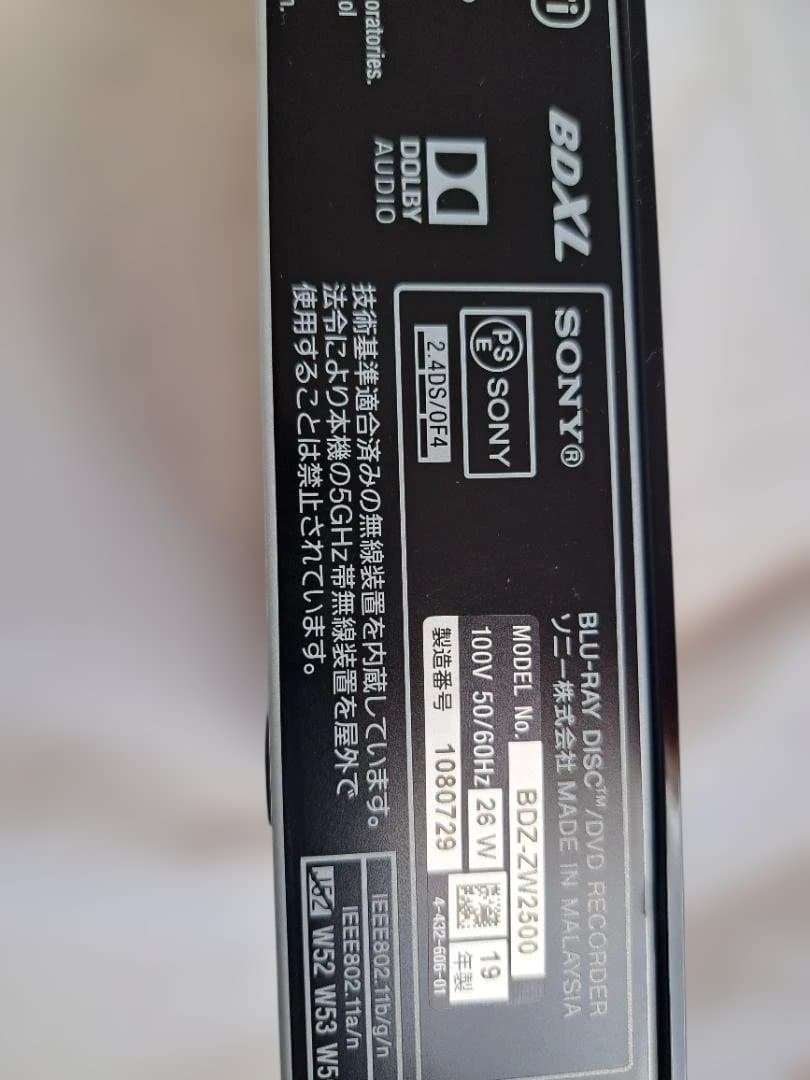 oratories.
BDXL
DOLBY
AUDIO
SONY®
PS
E
SONY
2.4DS/OF4
技術基準適合済みの無線装置を内蔵しています。
法令により本機の5GHz帯無線装置を屋外で
使用することは禁止されています。
BLU-RAY DISC™/DVD RECORDER
ソニー株式会社 MADE IN MALAYSIA
MODEL No. BDZ-ZW2500
100V 50/60Hz 26 W
19 年製
製造番号 1080729
4-432-606-01
IEEE802.11b/g/n
IEEE802.11a/n
J52 W52 W53